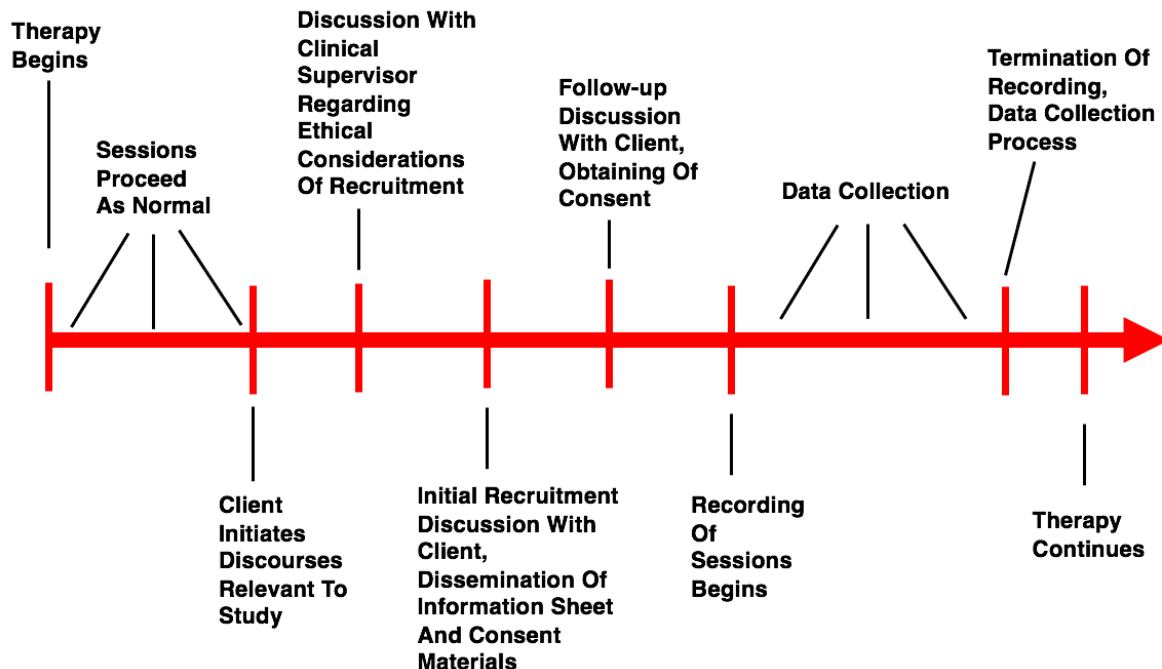 Therapy
Begins
Sessions
Proceed
As Normal
Client
Initiates
Discourses
Relevant To
Study
Discussion With
Clinical
Supervisor
Regarding
Ethical
Considerations
Of Recruitment
Initial Recruitment
Discussion With
Client,
Dissemination Of
Information Sheet
And Consent
Materials
Follow-up
Discussion
With Client,
Obtaining Of
Consent
Recording
Of
Sessions
Begins
Data Collection
Termination Of
Recording,
Data Collection
Process
Therapy
Continues